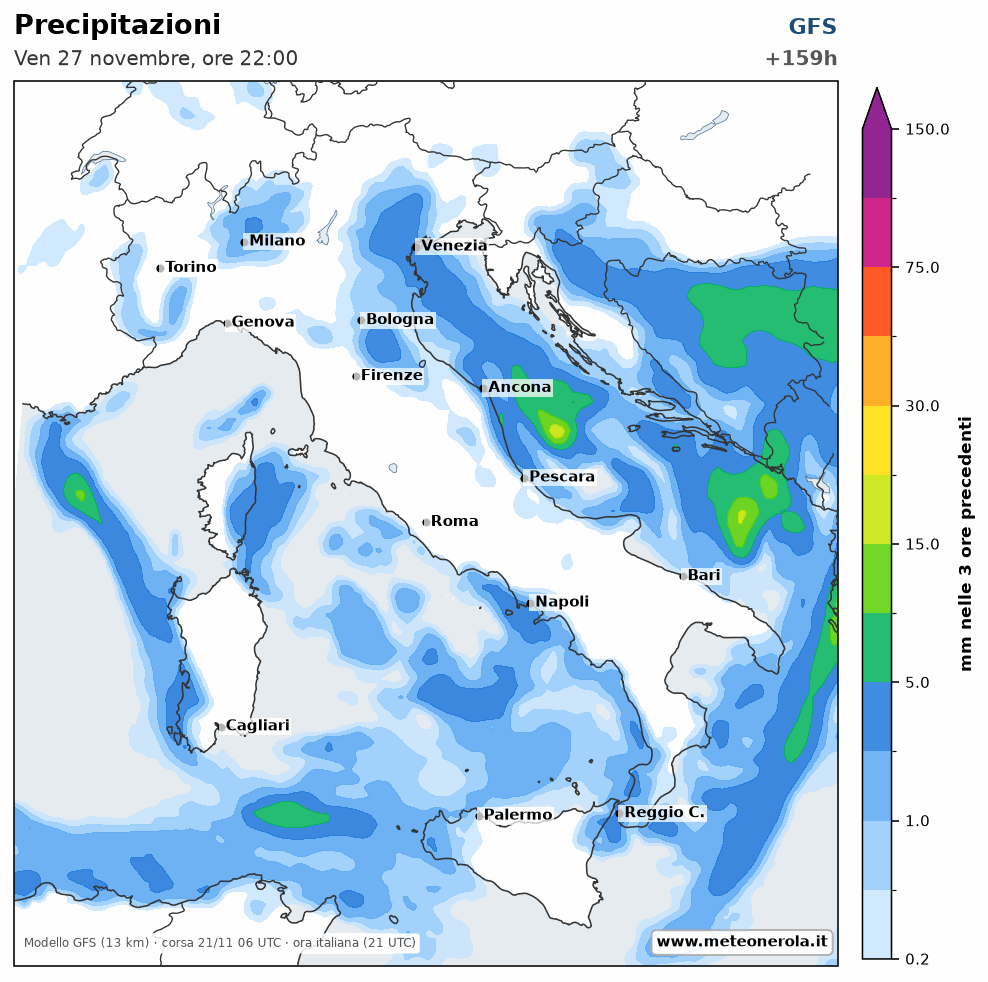 Precipitazioni
GFS
Ven 27 novembre, ore 22:00
+159h
150.0
75.0
30.0
15.0
5.0
1.0
0.2
mm nelle 3 ore precedenti
Milano
Venezia
Torino
Genova
Bologna
Firenze
Ancona
Pescara
Roma
Bari
Napoli
Cagliari
Palermo
Reggio C.
Modello GFS (13 km) · corsa 21/11 06 UTC · ora italiana (21 UTC)
www.meteonerola.it